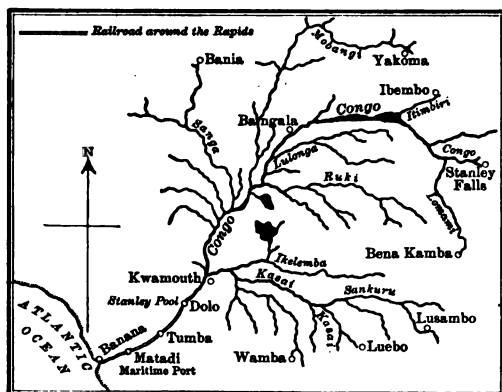 Railroad around the Rapids
Mobangi
Bania
Yakoma
Ibembo
Itimbiri
Bangala
Congo
Sanga
Lulonga
Congo
Stanley
Falls
Ruki
Lomami
N
Congo
Bena Kamba
Ikelemba
Kwamouth
Kasai
Sankuru
Stanley Pool
Dolo
Lusambo
ATLANTIC
OCEAN
Banana
Tumba
Kasai
Luebo
Matadi
Maritime Port
Wamba